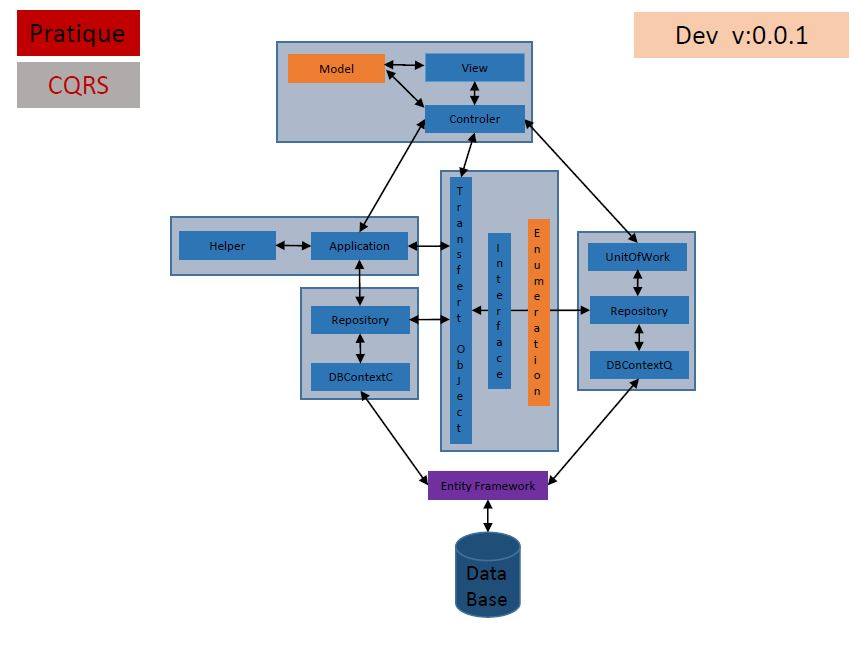 Pratique
CQRS
Dev v:0.0.1
Model
View
Controler
Helper
Application
Repository
DBContextC
Transfert Object
Interface
Enumeration
UnitOfWork
Repository
DBContextQ
Entity Framework
Data
Base